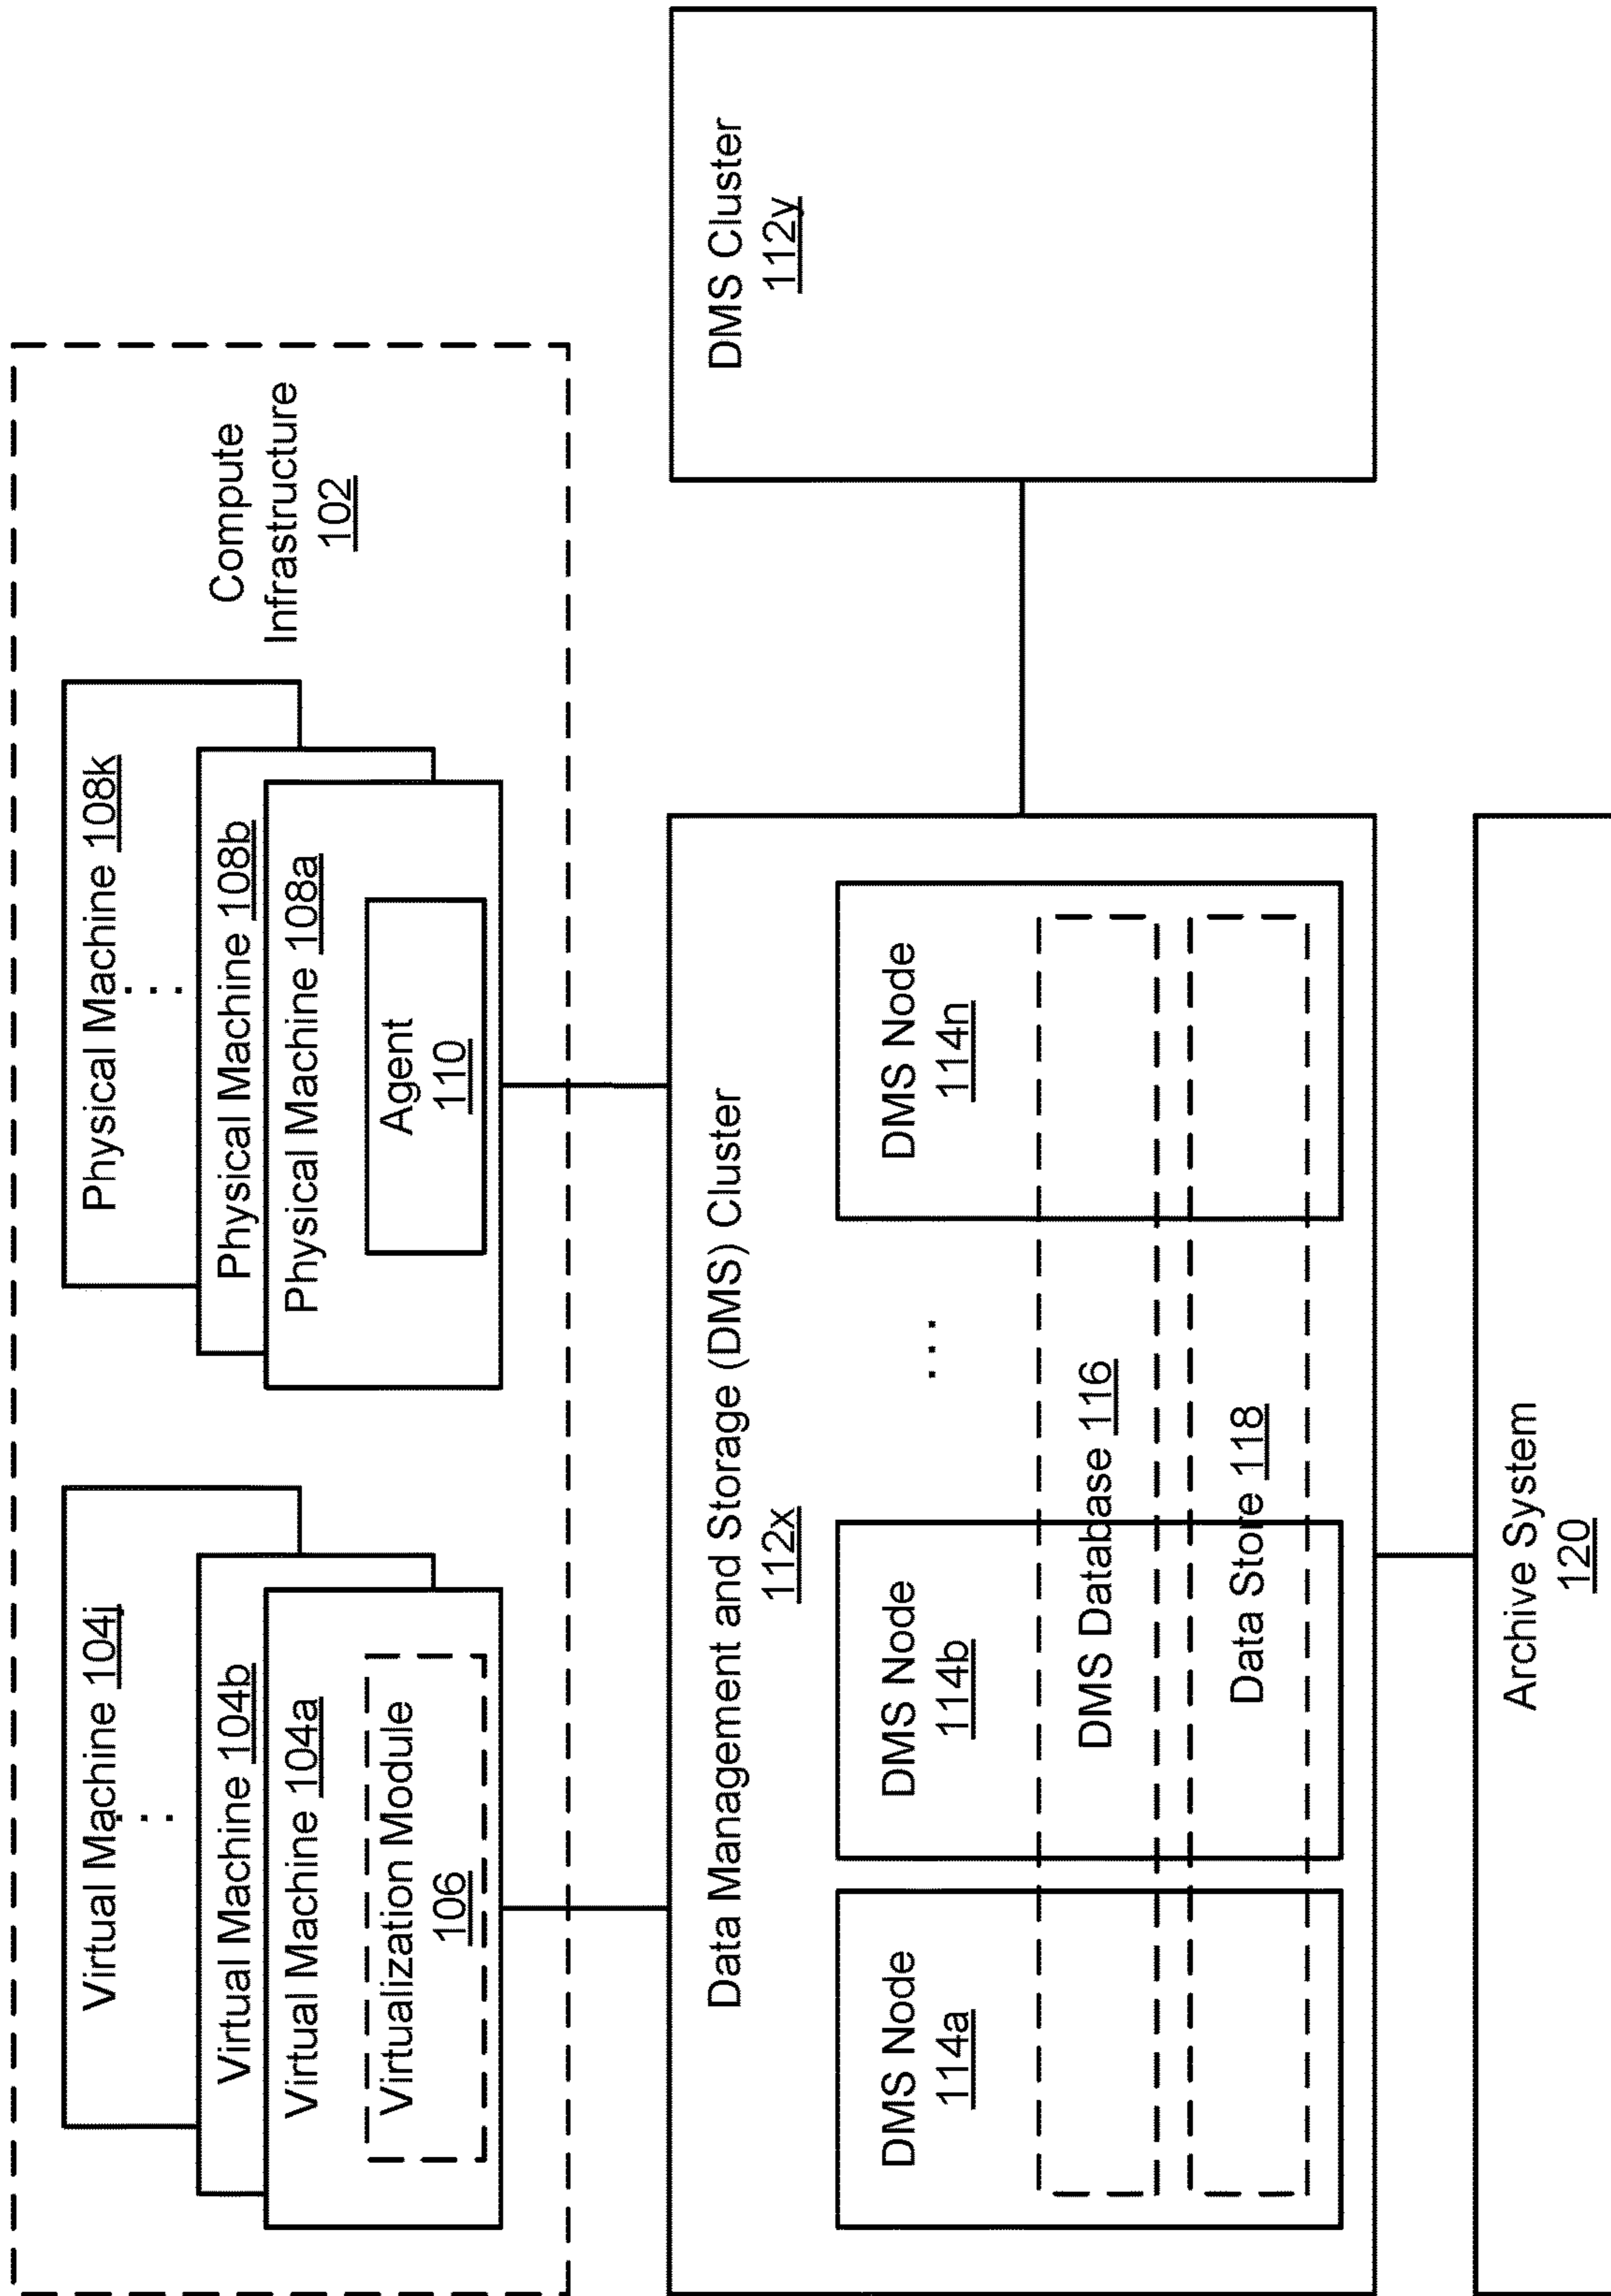 Compute
Infrastructure
102
Virtual Machine 104j
...
Virtual Machine 104b
Virtual Machine 104a
Virtualization Module
106
Physical Machine 108k
...
Physical Machine 108b
Physical Machine 108a
Agent
110
Data Management and Storage (DMS) Cluster
112x
DMS Node
114a
DMS Node
114b
...
DMS Node
114n
DMS Database 116
Data Store 118
DMS Cluster
112y
Archive System
120